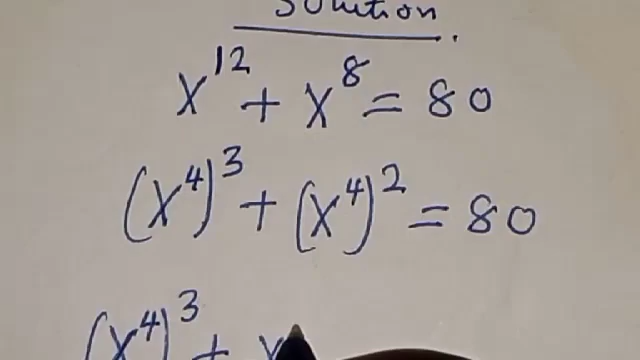 Solution
x¹² + x⁸ = 80
(x⁴)³ + (x⁴)² = 80
(x⁴)³ +